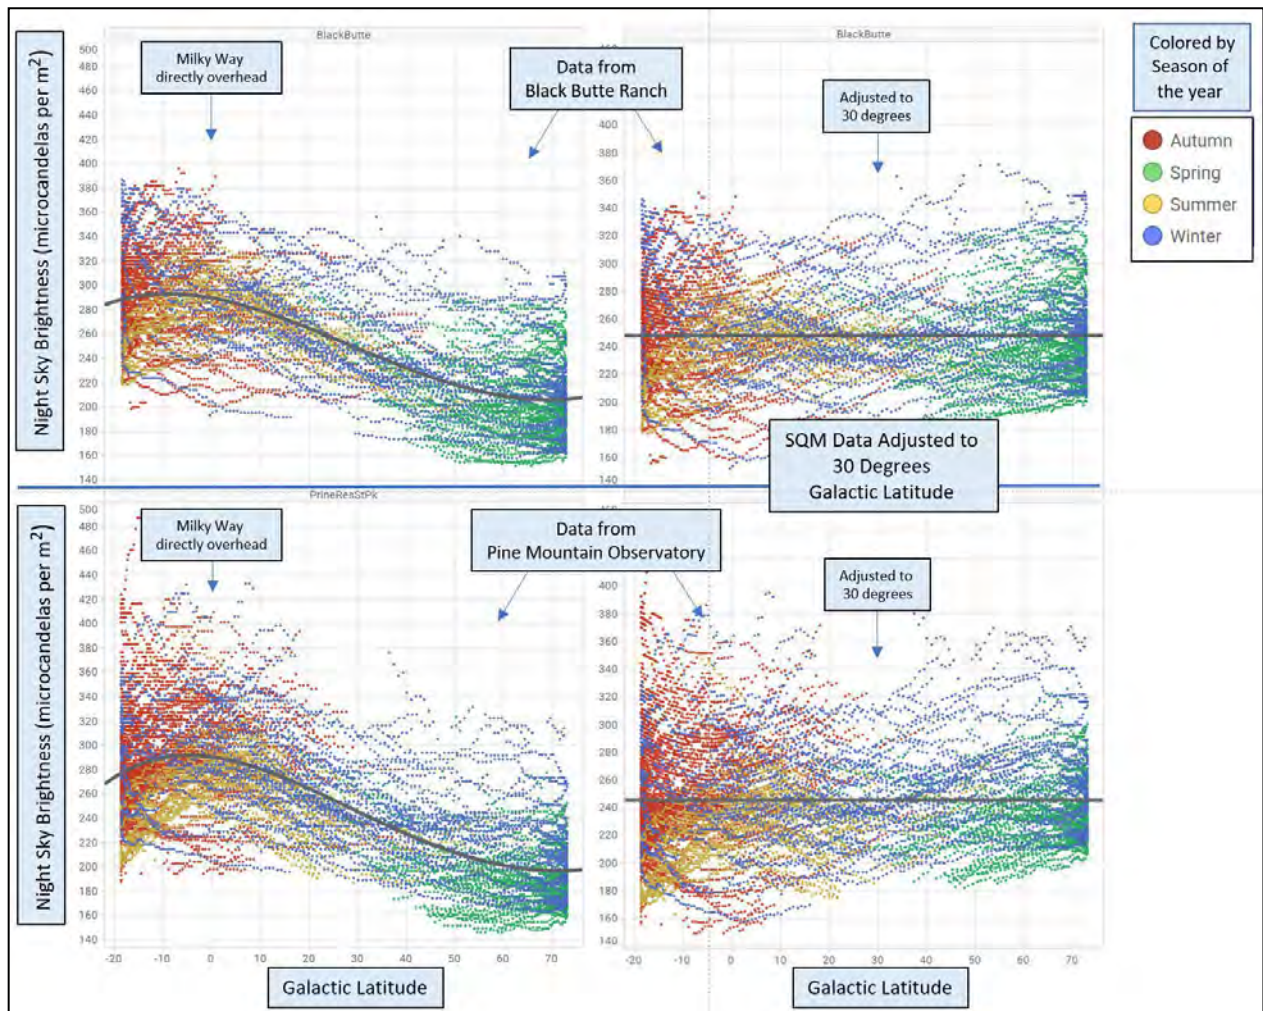 BlackButte
BlackButte
Night Sky Brightness (microcandelas per m²)
500
480
460
440
420
400
380
360
340
320
300
280
260
240
220
200
180
160
140
Milky Way
directly overhead
Data from
Black Butte Ranch
400
380
360
340
320
300
280
260
240
220
200
180
160
140
Adjusted to
30 degrees
Colored by
Season of
the year
Autumn
Spring
Summer
Winter
SQM Data Adjusted to
30 Degrees
Galactic Latitude
PrineResStPk
Night Sky Brightness (microcandelas per m²)
500
480
460
440
420
400
380
360
340
320
300
280
260
240
220
200
180
160
140
Milky Way
directly overhead
Data from
Pine Mountain Observatory
400
380
360
340
320
300
280
260
240
220
200
180
160
140
Adjusted to
30 degrees
-20 -10 0 10 20 30 40 50 60 70
-20 -10 0 10 20 30 40 50 60 70
Galactic Latitude
Galactic Latitude